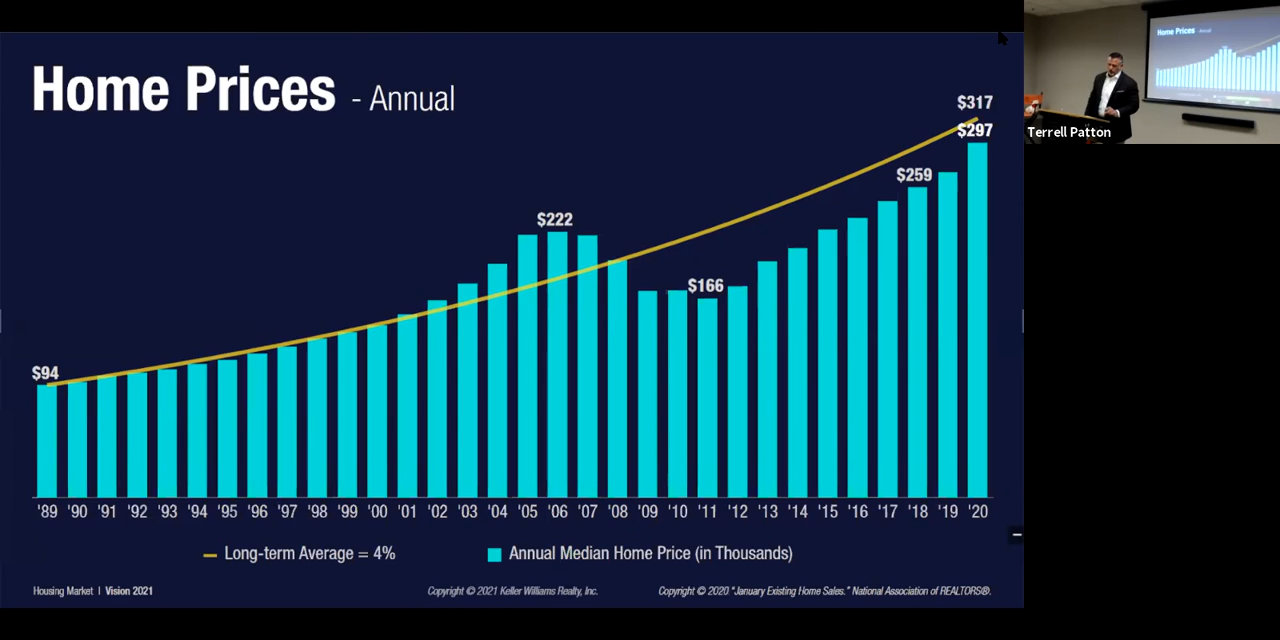 Home Prices - Annual
$317
$297
$259
$222
$166
$94
'89 '90 '91 '92 '93 '94 '95 '96 '97 '98 '99 '00 '01 '02 '03 '04 '05 '06 '07 '08 '09 '10 '11 '12 '13 '14 '15 '16 '17 '18 '19 '20
Long-term Average = 4%
Annual Median Home Price (in Thousands)
Housing Market | Vision 2021
Copyright © 2021 Keller Williams Realty, Inc.
Copyright © 2020 "January Existing Home Sales." National Association of REALTORS®.
Home Prices - Annual
Terrell Patton